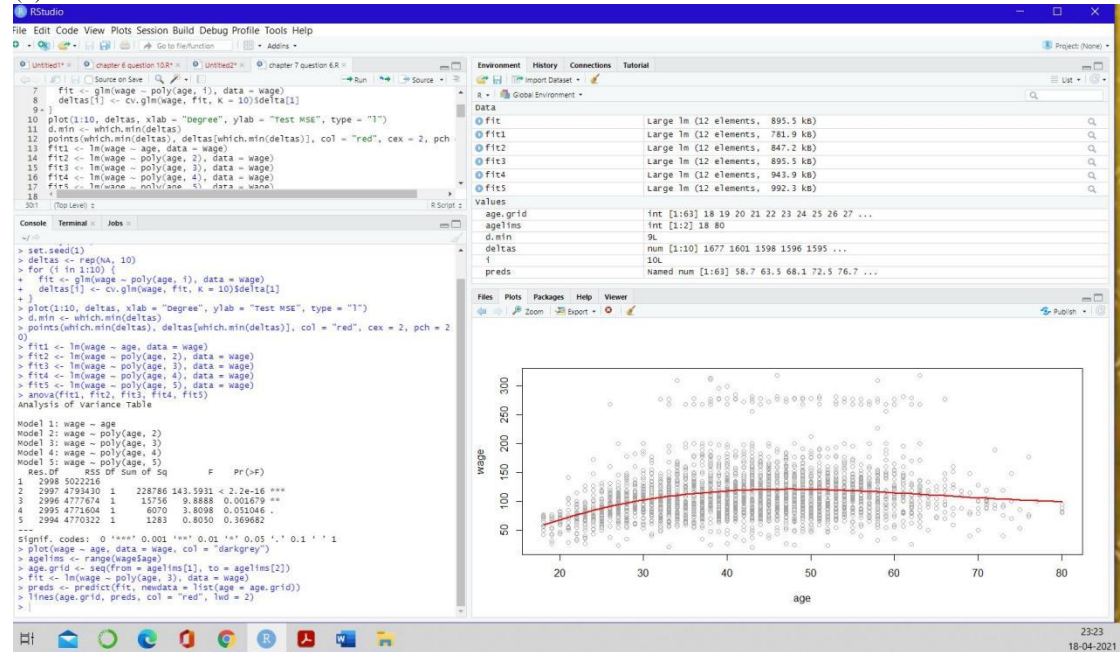 RStudio
File Edit Code View Plots Session Build Debug Profile Tools Help
Go to file/function Addins
Project: (None)
Untitled1* chapter 6 question 10.R* Untitled2* chapter 7 question 6.R
Source on Save Run Source
7 fit <- glm(wage ~ poly(age, i), data = Wage)
8 deltas[i] <- cv.glm(Wage, fit, K = 10)$delta[1]
9 }
10 plot(1:10, deltas, xlab = "Degree", ylab = "Test MSE", type = "l")
11 d.min <- which.min(deltas)
12 points(which.min(deltas), deltas[which.min(deltas)], col = "red", cex = 2, pch
13 fit1 <- lm(wage ~ age, data = Wage)
14 fit2 <- lm(wage ~ poly(age, 2), data = Wage)
15 fit3 <- lm(wage ~ poly(age, 3), data = Wage)
16 fit4 <- lm(wage ~ poly(age, 4), data = Wage)
17 fit5 <- lm(wage ~ poly(age, 5), data = Wage)
18
50:1 (Top Level) R Script
Console Terminal Jobs
~/
> set.seed(1)
> deltas <- rep(NA, 10)
> for (i in 1:10) {
+ fit <- glm(wage ~ poly(age, i), data = Wage)
+ deltas[i] <- cv.glm(Wage, fit, K = 10)$delta[1]
+ }
> plot(1:10, deltas, xlab = "Degree", ylab = "Test MSE", type = "l")
> d.min <- which.min(deltas)
> points(which.min(deltas), deltas[which.min(deltas)], col = "red", cex = 2, pch = 2
0)
> fit1 <- lm(wage ~ age, data = Wage)
> fit2 <- lm(wage ~ poly(age, 2), data = Wage)
> fit3 <- lm(wage ~ poly(age, 3), data = Wage)
> fit4 <- lm(wage ~ poly(age, 4), data = Wage)
> fit5 <- lm(wage ~ poly(age, 5), data = Wage)
> anova(fit1, fit2, fit3, fit4, fit5)
Analysis of Variance Table
Model 1: wage ~ age
Model 2: wage ~ poly(age, 2)
Model 3: wage ~ poly(age, 3)
Model 4: wage ~ poly(age, 4)
Model 5: wage ~ poly(age, 5)
Res.Df RSS Df Sum of Sq F Pr(>F)
1 2998 5022216
2 2997 4793430 1 228786 143.5931 < 2.2e-16 ***
3 2996 4777674 1 15756 9.8888 0.001679 **
4 2995 4771604 1 6070 3.8098 0.051046 .
5 2994 4770322 1 1283 0.8050 0.369682
---
Signif. codes: 0 '***' 0.001 '**' 0.01 '*' 0.05 '.' 0.1 ' ' 1
> plot(wage ~ age, data = Wage, col = "darkgrey")
> agelims <- range(Wage$age)
> age.grid <- seq(from = agelims[1], to = agelims[2])
> fit <- lm(wage ~ poly(age, 3), data = Wage)
> preds <- predict(fit, newdata = list(age = age.grid))
> lines(age.grid, preds, col = "red", lwd = 2)
>
Environment History Connections Tutorial
Import Dataset List
R Global Environment
Data
fit Large lm (12 elements, 895.5 kB)
fit1 Large lm (12 elements, 781.9 kB)
fit2 Large lm (12 elements, 847.2 kB)
fit3 Large lm (12 elements, 895.5 kB)
fit4 Large lm (12 elements, 943.9 kB)
fit5 Large lm (12 elements, 992.3 kB)
Values
age.grid int [1:63] 18 19 20 21 22 23 24 25 26 27 ...
agelims int [1:2] 18 80
d.min 9L
deltas num [1:10] 1677 1601 1598 1596 1595 ...
i 10L
preds Named num [1:63] 58.7 63.5 68.1 72.5 76.7 ...
Files Plots Packages Help Viewer
Zoom Export Publish
300
250
200
150
100
50
wage
20 30 40 50 60 70 80
age
23:23
18-04-2021